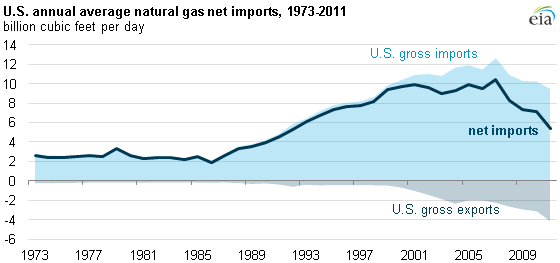 U.S. annual average natural gas net imports, 1973-2011
billion cubic feet per day
eia
14
12
10
8
6
4
2
0
-2
-4
-6
U.S. gross imports
net imports
U.S. gross exports
1973 1977 1981 1985 1989 1993 1997 2001 2005 2009